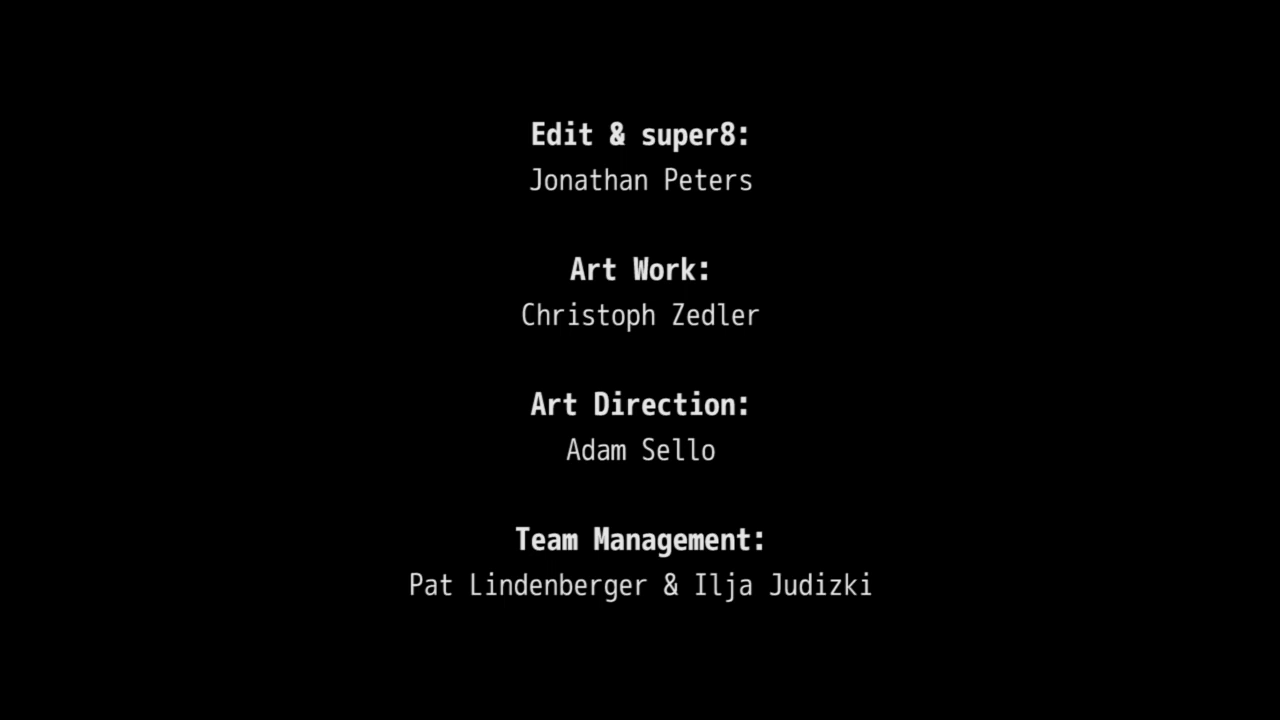 Edit & super8:
Jonathan Peters
Art Work:
Christoph Zedler
Art Direction:
Adam Sello
Team Management:
Pat Lindenberger & Ilja Judizki